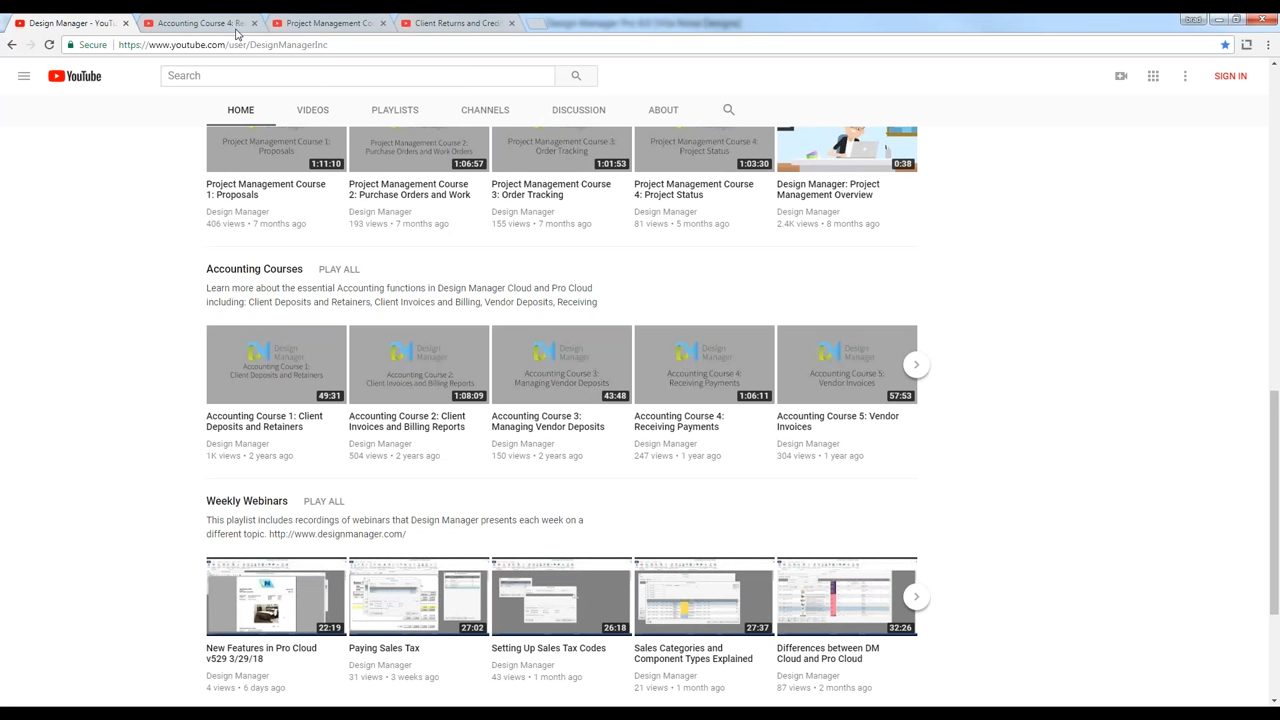 Design Manager - YouTu
Accounting Course 4: Re
Project Management Co
Client Returns and Cred
Design Manager Pro
brad
Secure
https://www.youtube.com/user/DesignManagerInc
YouTube
Search
SIGN IN
HOME
VIDEOS
PLAYLISTS
CHANNELS
DISCUSSION
ABOUT
Project Management Course 1:
Proposals
1:11:10
Project Management Course 2:
Purchase Orders and Work Orders
1:06:57
Project Management Course 3:
Order Tracking
1:01:53
Project Management Course 4:
Project Status
1:03:30
0:38
Project Management Course
1: Proposals
Design Manager
406 views • 7 months ago
Project Management Course
2: Purchase Orders and Work
Design Manager
193 views • 7 months ago
Project Management Course
3: Order Tracking
Design Manager
155 views • 7 months ago
Project Management Course
4: Project Status
Design Manager
81 views • 5 months ago
Design Manager: Project
Management Overview
Design Manager
2.4K views • 8 months ago
Accounting Courses
PLAY ALL
Learn more about the essential Accounting functions in Design Manager Cloud and Pro Cloud
including: Client Deposits and Retainers, Client Invoices and Billing, Vendor Deposits, Receiving
Design
Manager
Accounting Course 1:
Client Deposits and Retainers
49:31
Design
Manager
Accounting Course 2:
Client Invoices and Billing Reports
1:08:09
Design
Manager
Accounting Course 3:
Managing Vendor Deposits
43:48
Design
Manager
Accounting Course 4:
Receiving Payments
1:06:11
Design
Manager
Accounting Course 5:
Vendor Invoices
57:53
Accounting Course 1: Client
Deposits and Retainers
Design Manager
1K views • 2 years ago
Accounting Course 2: Client
Invoices and Billing Reports
Design Manager
504 views • 2 years ago
Accounting Course 3:
Managing Vendor Deposits
Design Manager
150 views • 2 years ago
Accounting Course 4:
Receiving Payments
Design Manager
247 views • 1 year ago
Accounting Course 5: Vendor
Invoices
Design Manager
304 views • 1 year ago
Weekly Webinars
PLAY ALL
This playlist includes recordings of webinars that Design Manager presents each week on a
different topic. http://www.designmanager.com/
22:19
27:02
26:18
27:37
32:26
New Features in Pro Cloud
v529 3/29/18
Design Manager
4 views • 6 days ago
Paying Sales Tax
Design Manager
31 views • 3 weeks ago
Setting Up Sales Tax Codes
Design Manager
43 views • 1 month ago
Sales Categories and
Component Types Explained
Design Manager
21 views • 1 month ago
Differences between DM
Cloud and Pro Cloud
Design Manager
87 views • 2 months ago